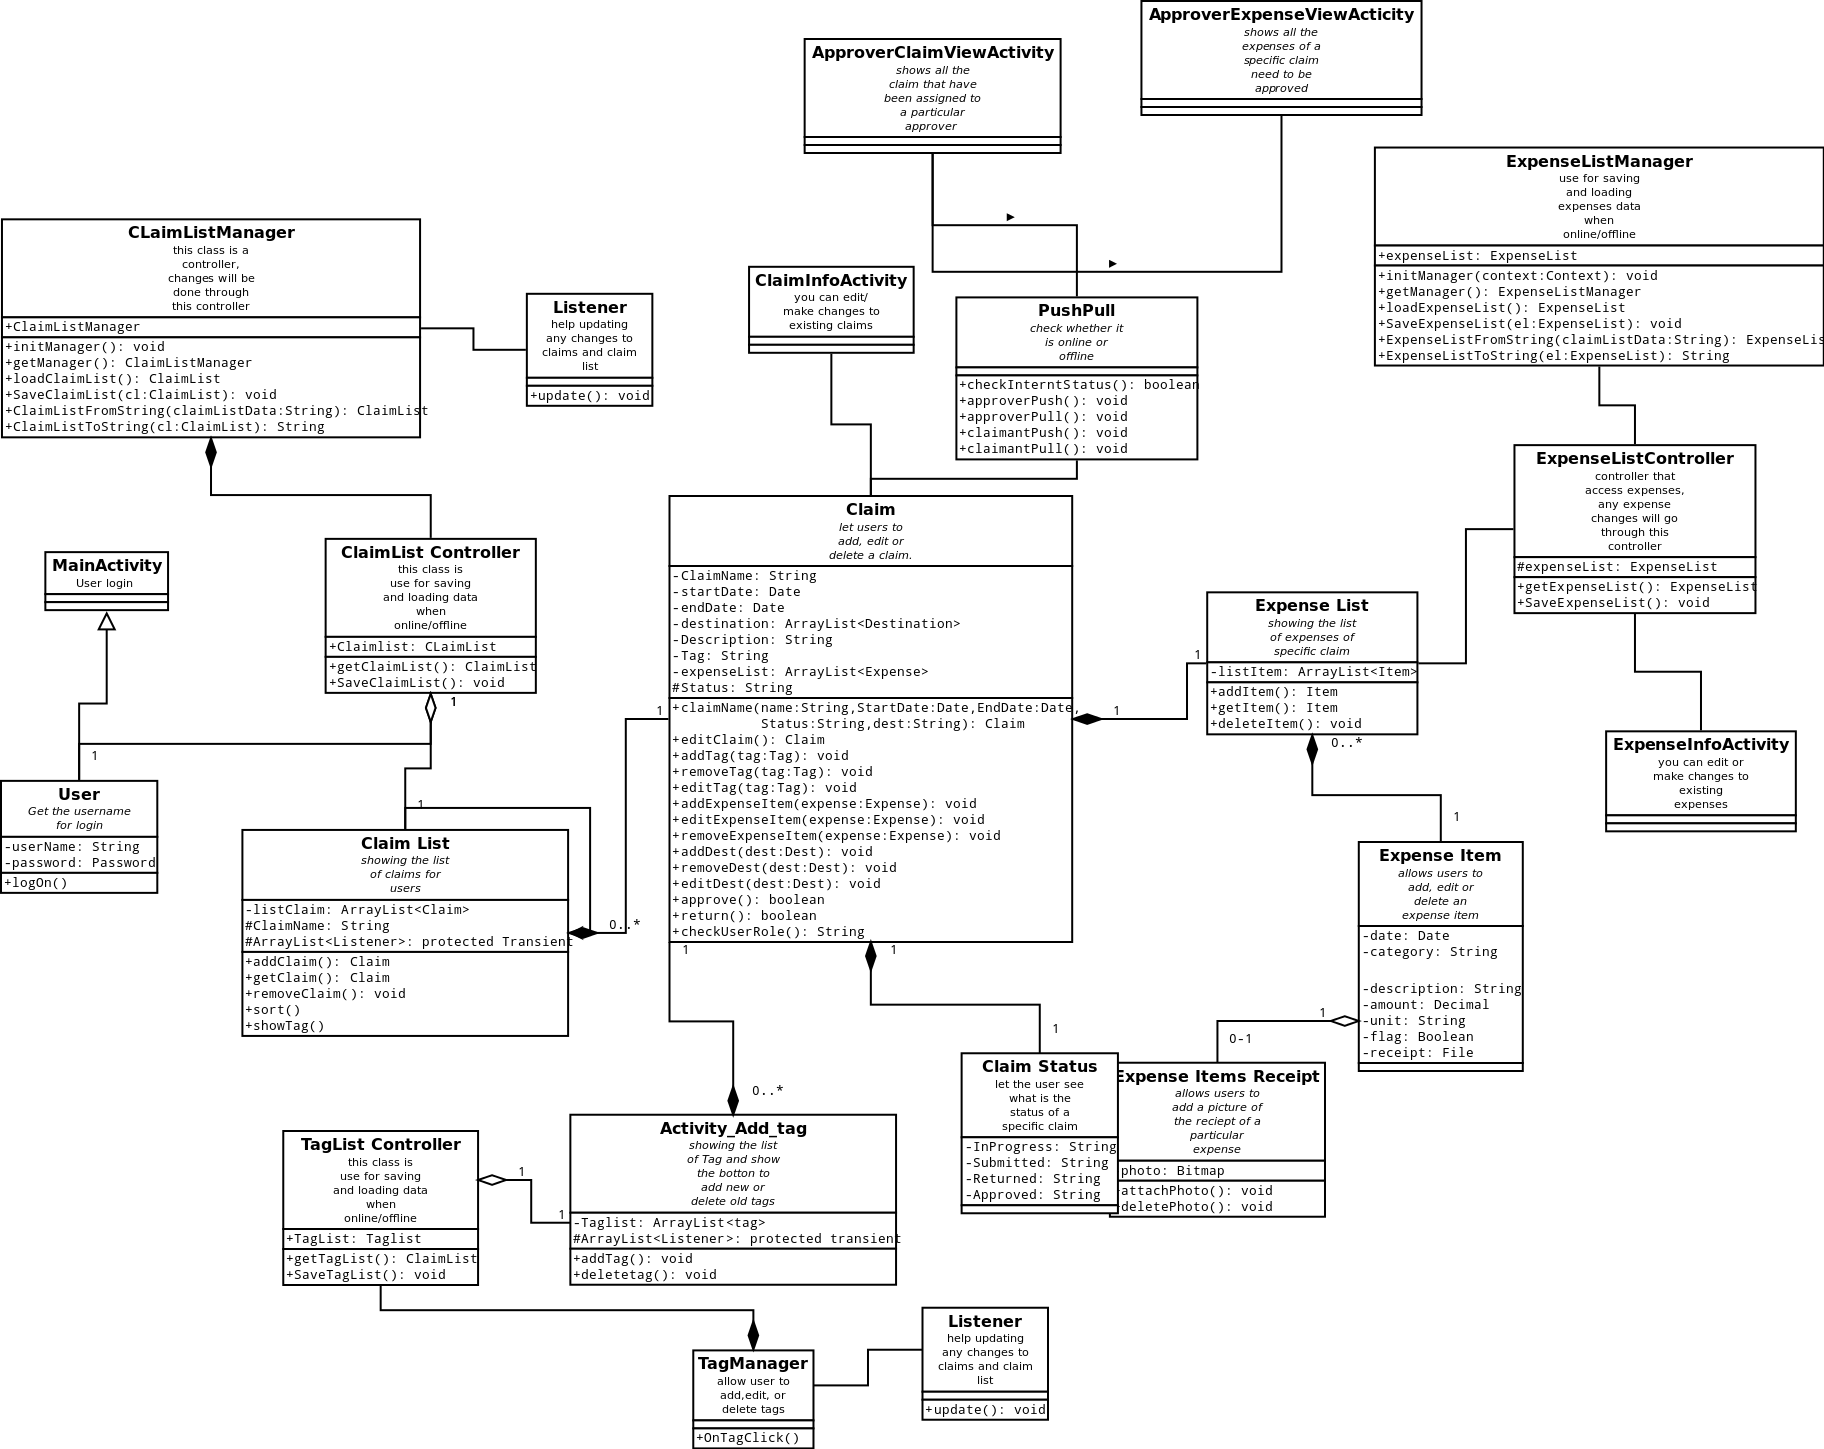 ApproverExpenseViewActicity
shows all the
expenses of a
specific claim
need to be
approved
ApproverClaimViewActivity
shows all the
claim that have
been assigned to
a particular
approver
ExpenseListManager
use for saving
and loading
expenses data
when
online/offline
+expenseList: ExpenseList
+initManager(context:Context): void
+getManager(): ExpenseListManager
+loadExpenseList(): ExpenseList
+SaveExpenseList(el:ExpenseList): void
+ExpenseListFromString(claimListData:String): ExpenseLis
+ExpenseListToString(el:ExpenseList): String
CLaimListManager
this class is a
controller,
changes will be
done through
this controller
+ClaimListManager
+initManager(): void
+getManager(): ClaimListManager
+loadClaimList(): ClaimList
+SaveClaimList(cl:ClaimList): void
+ClaimListFromString(claimListData:String): ClaimList
+ClaimListToString(cl:ClaimList): String
Listener
help updating
any changes to
claims and claim
list
+update(): void
ClaimInfoActivity
you can edit/
make changes to
existing claims
PushPull
check whether it
is online or
offline
+checkInterntStatus(): boolean
+approverPush(): void
+approverPull(): void
+claimantPush(): void
+claimantPull(): void
ExpenseListController
controller that
access expenses,
any expense
changes will go
through this
controller
#expenseList: ExpenseList
+getExpenseList(): ExpenseList
+SaveExpenseList(): void
MainActivity
User login
ClaimList Controller
this class is
use for saving
and loading data
when
online/offline
+Claimlist: CLaimList
+getClaimList(): ClaimList
+SaveClaimList(): void
1
1
Claim
let users to
add, edit or
delete a claim.
-ClaimName: String
-startDate: Date
-endDate: Date
-destination: ArrayList<Destination>
-Description: String
-Tag: String
-expenseList: ArrayList<Expense>
#Status: String
+claimName(name:String,StartDate:Date,EndDate:Date,
Status:String,dest:String): Claim
+editClaim(): Claim
+addTag(tag:Tag): void
+removeTag(tag:Tag): void
+editTag(tag:Tag): void
+addExpenseItem(expense:Expense): void
+editExpenseItem(expense:Expense): void
+removeExpenseItem(expense:Expense): void
+addDest(dest:Dest): void
+removeDest(dest:Dest): void
+editDest(dest:Dest): void
+approve(): boolean
+return(): boolean
+checkUserRole(): String
1
1
1
1
1
Expense List
showing the list
of expenses of
specific claim
-listItem: ArrayList<Item>
+addItem(): Item
+getItem(): Item
+deleteItem(): void
0..*
1
ExpenseInfoActivity
you can edit or
make changes to
existing
expenses
User
Get the username
for login
-userName: String
-password: Password
+logOn()
1
Claim List
showing the list
of claims for
users
-listClaim: ArrayList<Claim>
#ClaimName: String
#ArrayList<Listener>: protected Transient
+addClaim(): Claim
+getClaim(): Claim
+removeClaim(): void
+sort()
+showTag()
0..*
Expense Item
allows users to
add, edit or
delete an
expense item
-date: Date
-category: String
-description: String
-amount: Decimal
-unit: String
-flag: Boolean
-receipt: File
1
0-1
1
Claim Status
let the user see
what is the
status of a
specific claim
-InProgress: String
-Submitted: String
-Returned: String
-Approved: String
Expense Items Receipt
allows users to
add a picture of
the reciept of a
particular
expense
photo: Bitmap
attachPhoto(): void
deletePhoto(): void
0..*
Activity_Add_tag
showing the list
of Tag and show
the botton to
add new or
delete old tags
-Taglist: ArrayList<tag>
#ArrayList<Listener>: protected transient
+addTag(): void
+deletetag(): void
TagList Controller
this class is
use for saving
and loading data
when
online/offline
+TagList: Taglist
+getTagList(): ClaimList
+SaveTagList(): void
1
1
TagManager
allow user to
add,edit, or
delete tags
+OnTagClick()
Listener
help updating
any changes to
claims and claim
list
+update(): void